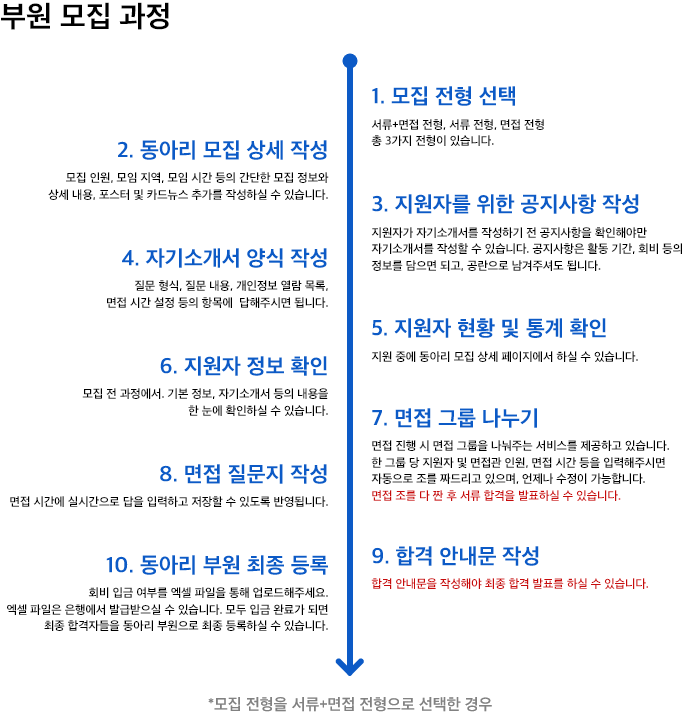 부원 모집 과정
1. 모집 전형 선택
서류+면접 전형, 서류 전형, 면접 전형
총 3가지 전형이 있습니다.
2. 동아리 모집 상세 작성
모집 인원, 모임 지역, 모임 시간 등의 간단한 모집 정보와
상세 내용, 포스터 및 카드뉴스 추가를 작성하실 수 있습니다.
3. 지원자를 위한 공지사항 작성
지원자가 자기소개서를 작성하기 전 공지사항을 확인해야만
자기소개서를 작성할 수 있습니다. 공지사항은 활동 기간, 회비 등의
정보를 담으면 되고, 공란으로 남겨주셔도 됩니다.
4. 자기소개서 양식 작성
질문 형식, 질문 내용, 개인정보 열람 목록,
면접 시간 설정 등의 항목에 답해주시면 됩니다.
5. 지원자 현황 및 통계 확인
지원 중에 동아리 모집 상세 페이지에서 하실 수 있습니다.
6. 지원자 정보 확인
모집 전 과정에서. 기본 정보, 자기소개서 등의 내용을
한 눈에 확인하실 수 있습니다.
7. 면접 그룹 나누기
면접 진행 시 면접 그룹을 나눠주는 서비스를 제공하고 있습니다.
한 그룹 당 지원자 및 면접관 인원, 면접 시간 등을 입력해주시면
자동으로 조를 짜드리고 있으며, 언제나 수정이 가능합니다.
면접 조를 다 짠 후 서류 합격을 발표하실 수 있습니다.
8. 면접 질문지 작성
면접 시간에 실시간으로 답을 입력하고 저장할 수 있도록 반영됩니다.
9. 합격 안내문 작성
합격 안내문을 작성해야 최종 합격 발표를 하실 수 있습니다.
10. 동아리 부원 최종 등록
회비 입금 여부를 엑셀 파일을 통해 업로드해주세요.
엑셀 파일은 은행에서 발급받으실 수 있습니다. 모두 입금 완료가 되면
최종 합격자들을 동아리 부원으로 최종 등록하실 수 있습니다.
*모집 전형을 서류+면접 전형으로 선택한 경우